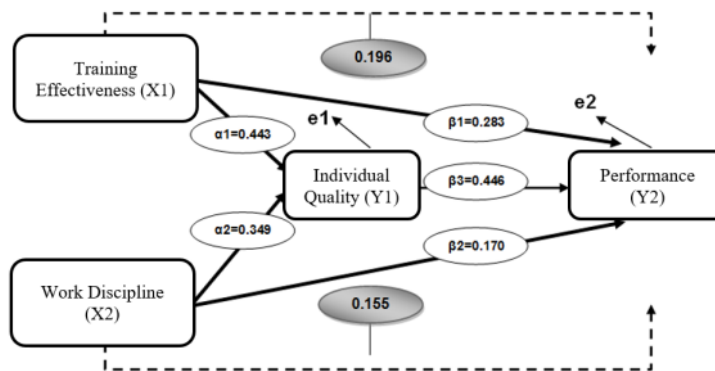 0.196
Training
Effectiveness (X1)
e1
e2
α1=0.443
β1=0.283
Individual
Quality (Y1)
β3=0.446
Performance
(Y2)
α2=0.349
β2=0.170
Work Discipline
(X2)
0.155